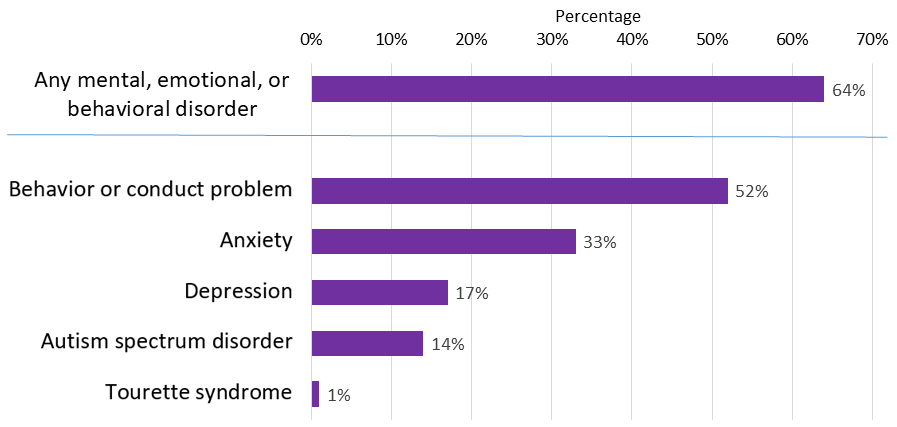 Percentage
0% 10% 20% 30% 40% 50% 60% 70%
Any mental, emotional, or
behavioral disorder
64%
Behavior or conduct problem 52%
Anxiety 33%
Depression 17%
Autism spectrum disorder 14%
Tourette syndrome 1%